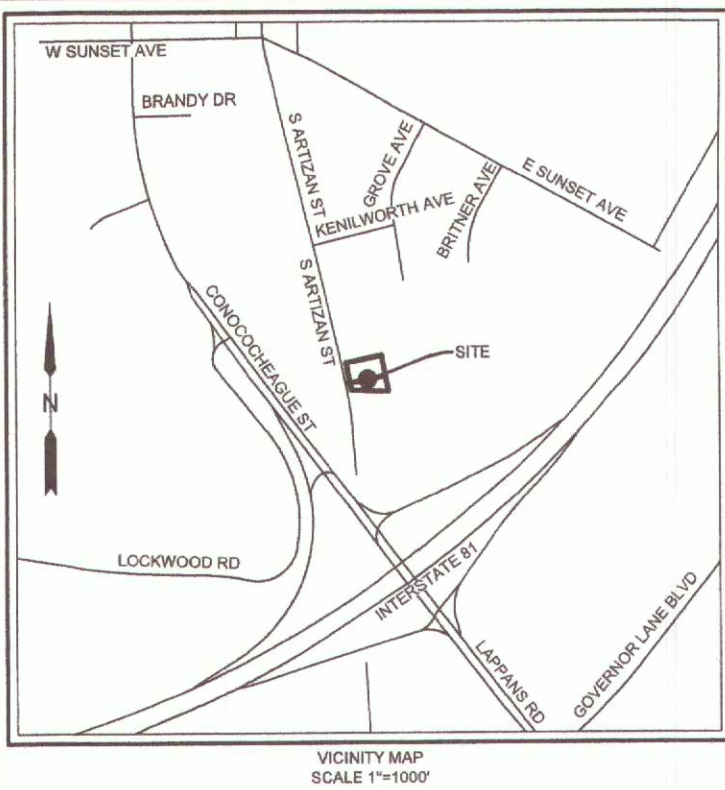 W SUNSET AVE
BRANDY DR
S ARTIZAN ST
GROVE AVE
E SUNSET AVE
KENILWORTH AVE
BRITNER AVE
S ARTIZAN ST
CONOCOCHEAGUE ST
SITE
N
LOCKWOOD RD
INTERSTATE 81
GOVERNOR LANE BLVD
LAPPANS RD
VICINITY MAP
SCALE 1"=1000'